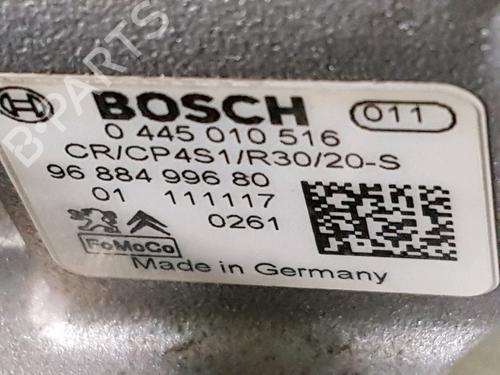 BOSCH 011
0 445 010 516
CR/CP4S1/R30/20-S
96 884 996 80
01 111117
0261
FoMoCo
Made in Germany
B-PARTS